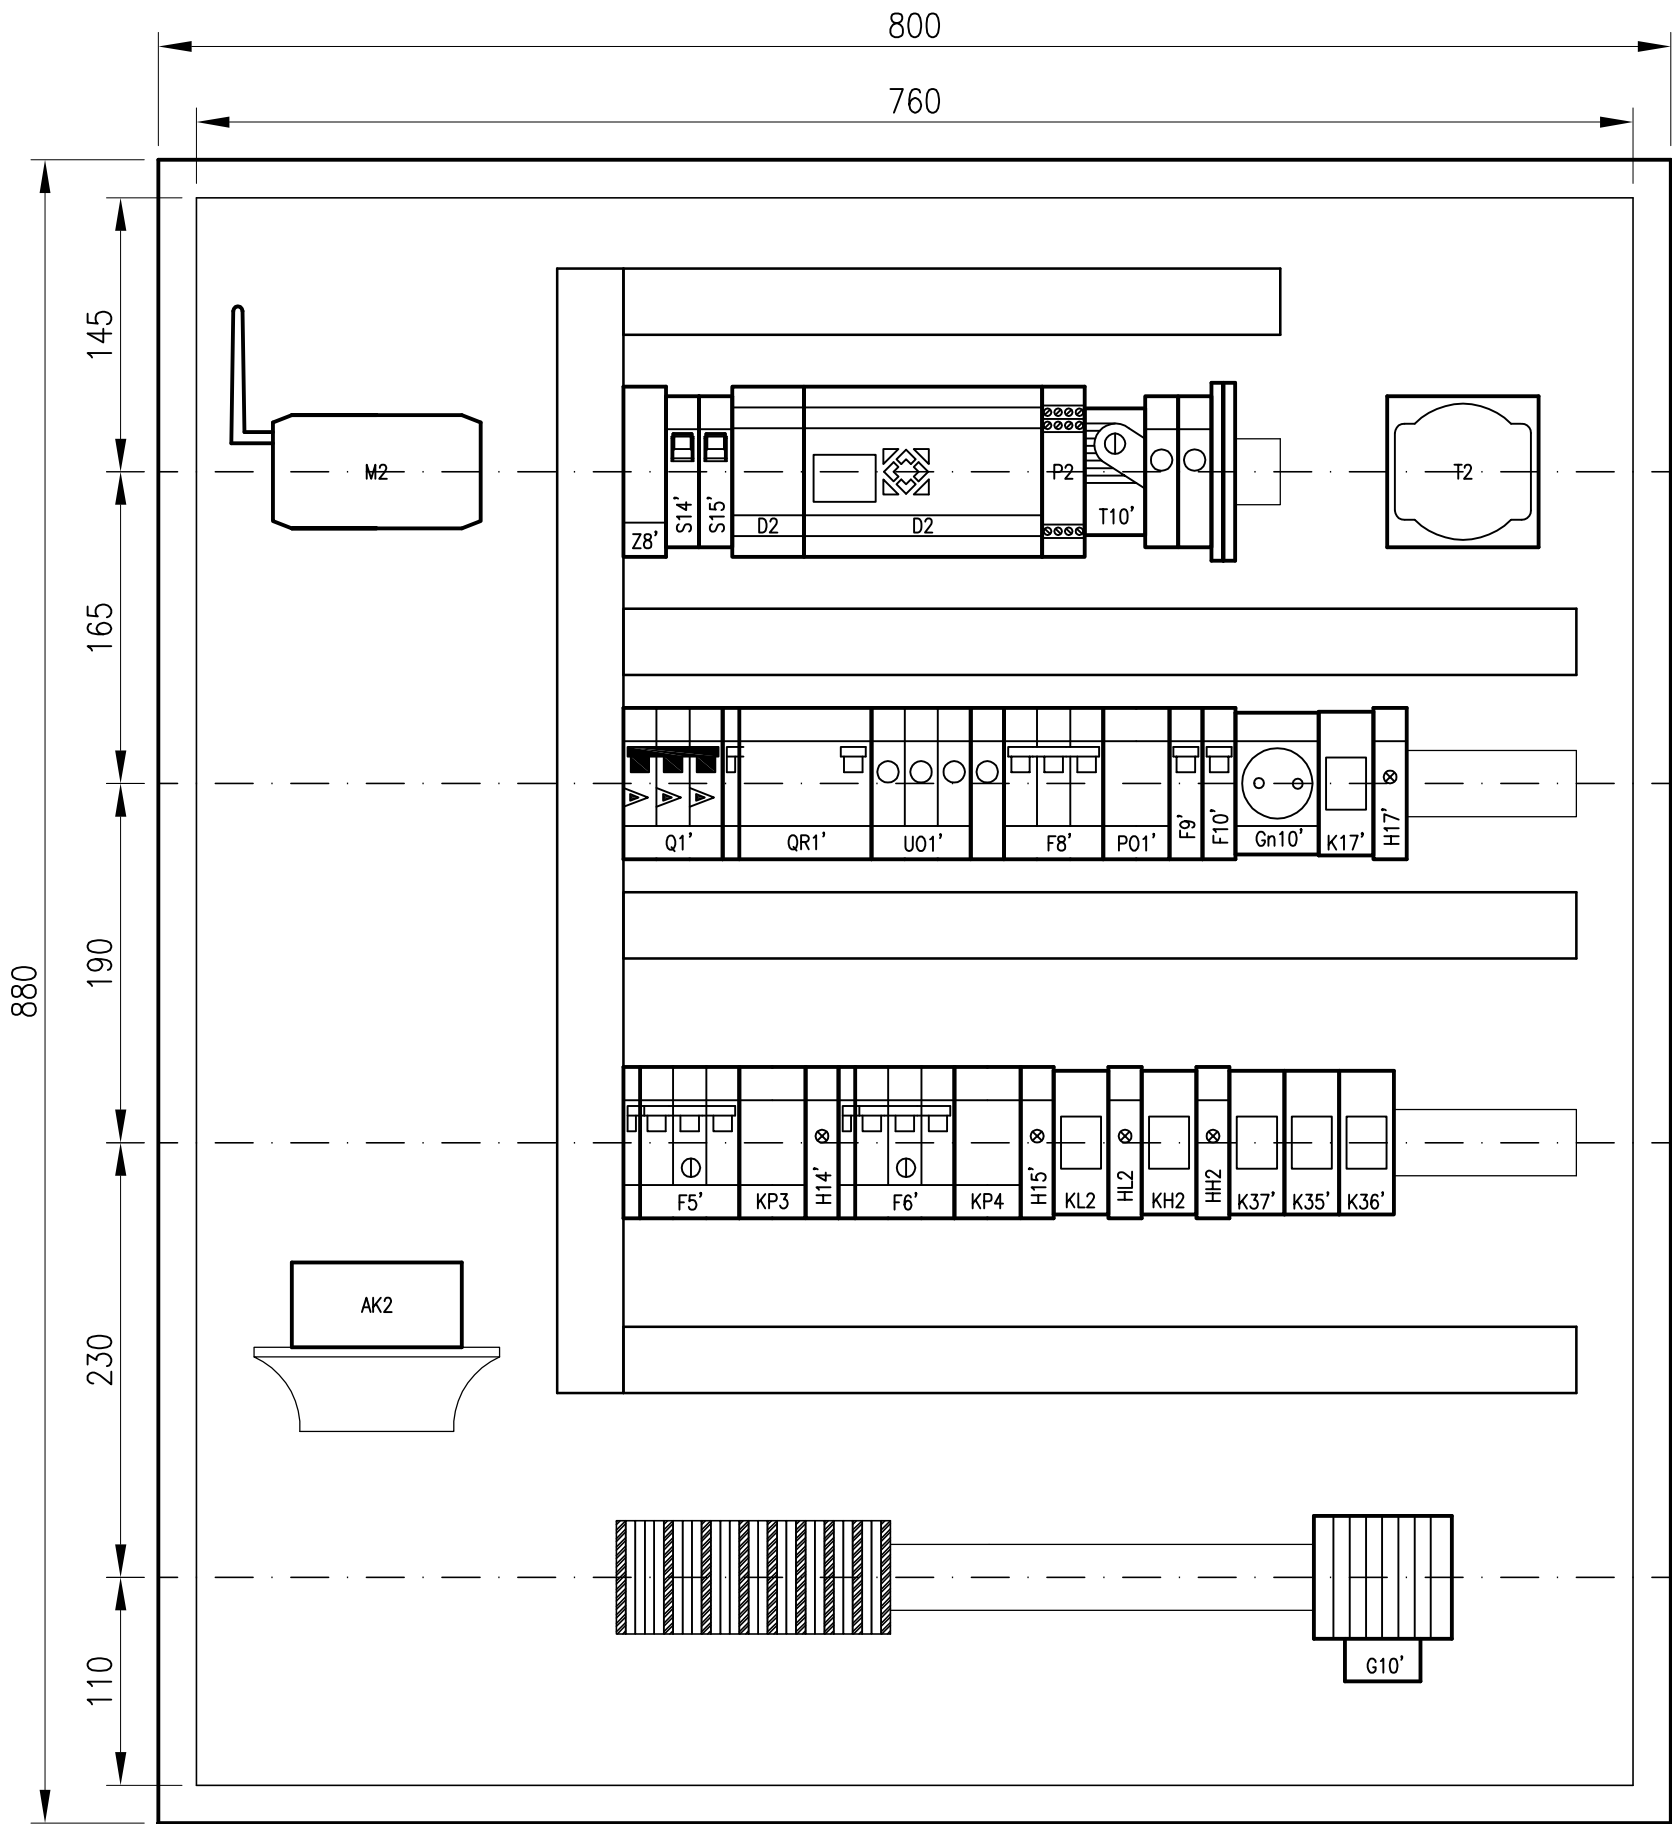 800
760
880
145
165
190
230
110
M2
Z8'
S14'
S15'
D2
D2
P2
T10'
T2
Q1'
QR1'
U01'
F8'
P01'
F9'
F10'
Gn10'
K17'
H17'
F5'
KP3
H14'
F6'
KP4
H15'
KL2
HL2
KH2
HH2
K37'
K35'
K36'
AK2
G10'